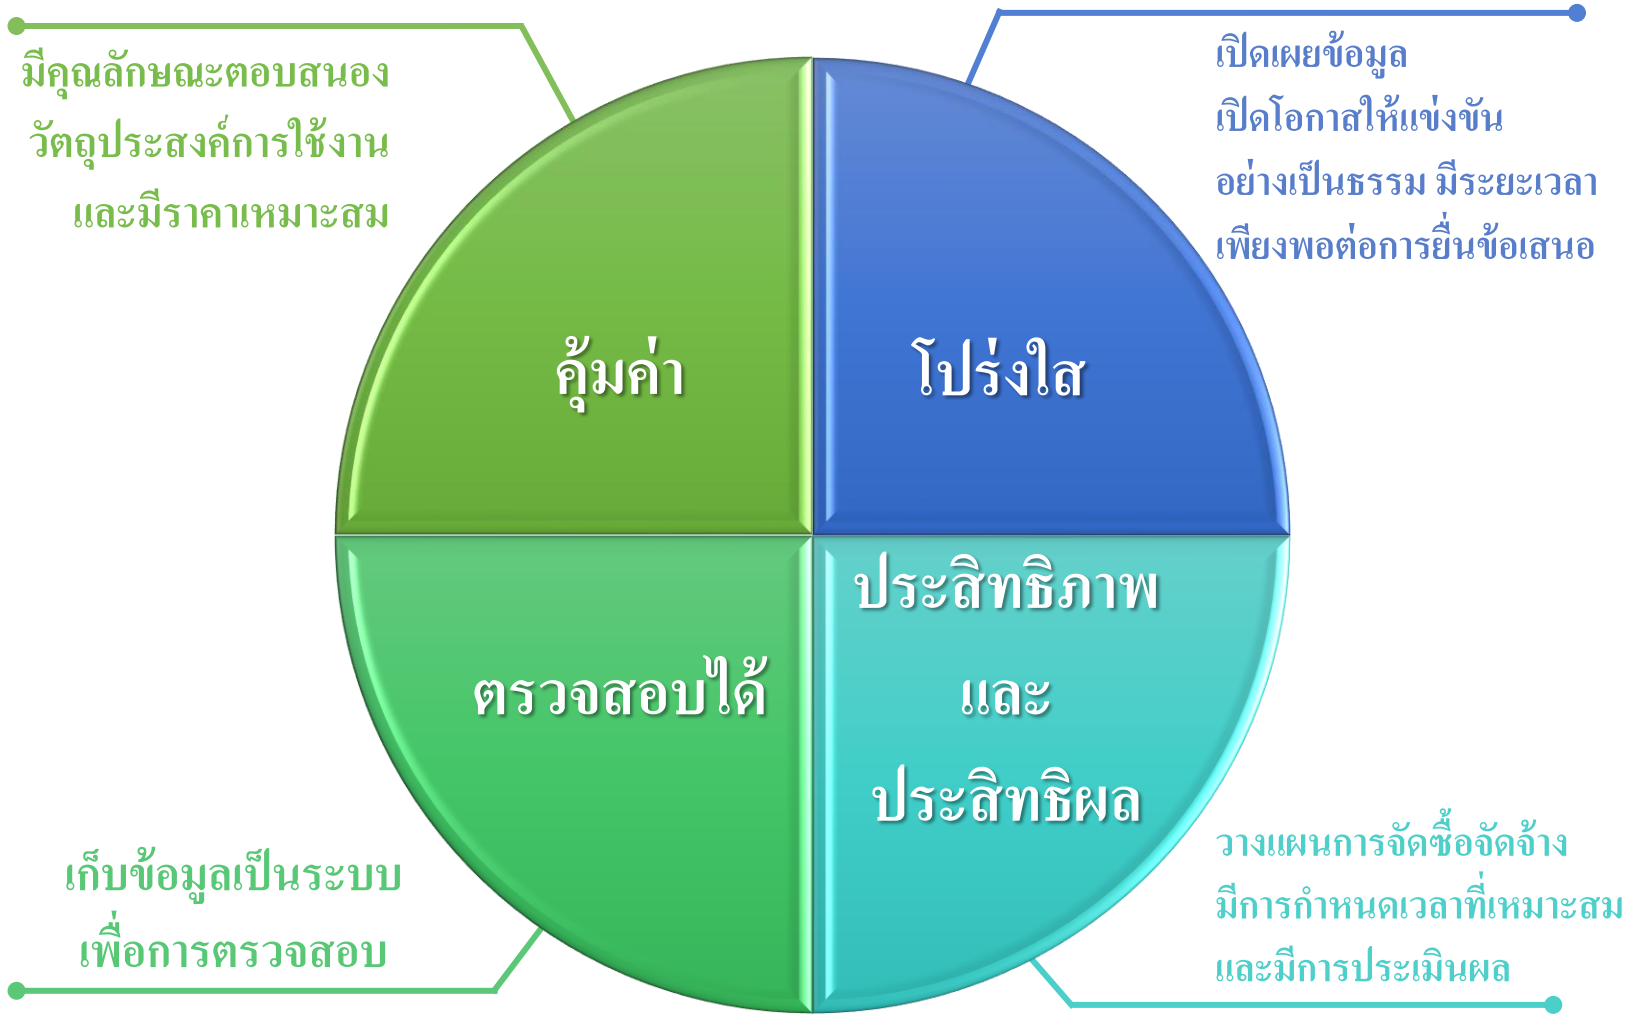 มีคุณลักษณะตอบสนอง
วัตถุประสงค์การใช้งาน
และมีราคาเหมาะสม
เปิดเผยข้อมูล
เปิดโอกาสให้แข่งขัน
อย่างเป็นธรรม มีระยะเวลา
เพียงพอต่อการยื่นข้อเสนอ
คุ้มค่า
โปร่งใส
ตรวจสอบได้
ประสิทธิภาพ
และ
ประสิทธิผล
เก็บข้อมูลเป็นระบบ
เพื่อการตรวจสอบ
วางแผนการจัดซื้อจัดจ้าง
มีการกำหนดเวลาที่เหมาะสม
และมีการประเมินผล